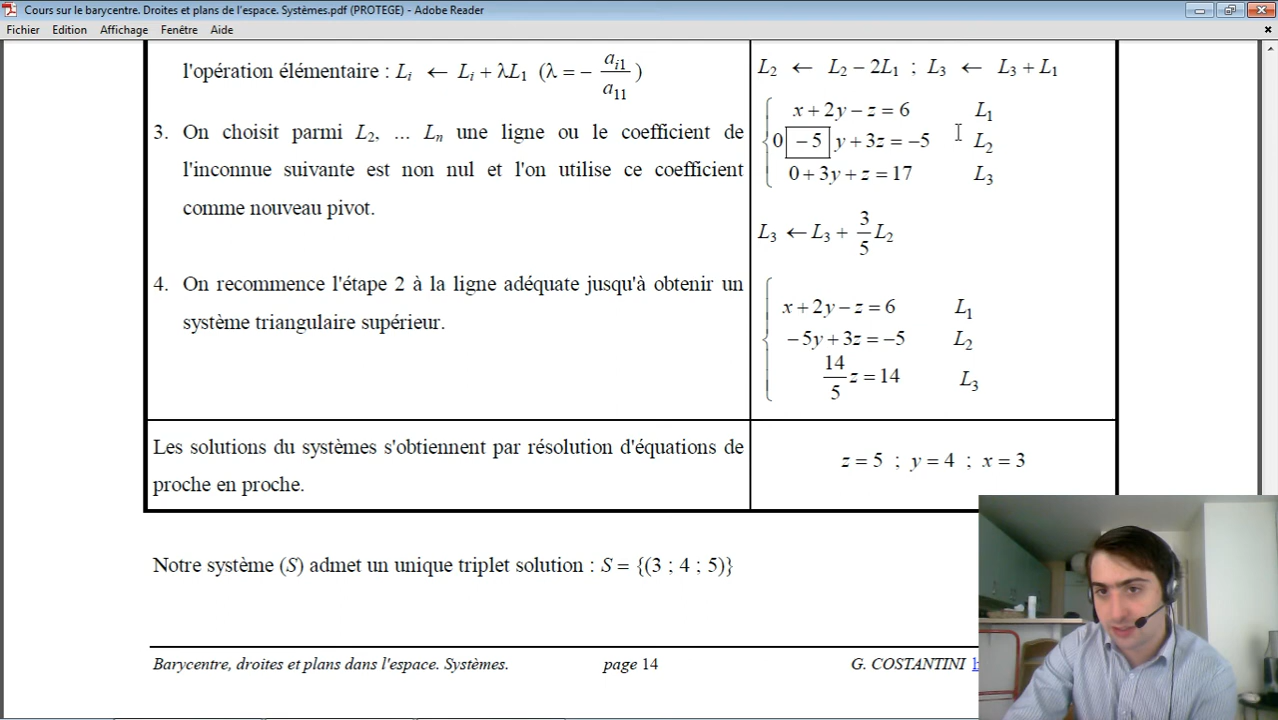 Cours sur le barycentre. Droites et plans de l'espace. Systèmes.pdf (PROTEGE) - Adobe Reader
Fichier Edition Affichage Fenêtre Aide
l'opération élémentaire : Li ← Li + λL1 (λ = − ai1/a11)
3. On choisit parmi L2, ... Ln une ligne ou le coefficient de
l'inconnue suivante est non nul et l'on utilise ce coefficient
comme nouveau pivot.
4. On recommence l'étape 2 à la ligne adéquate jusqu'à obtenir un
système triangulaire supérieur.
L2 ← L2 − 2L1 ; L3 ← L3 + L1
x + 2y − z = 6 L1
0 −5 y + 3z = −5 L2
0 + 3y + z = 17 L3
L3 ← L3 + 3/5 L2
x + 2y − z = 6 L1
−5y + 3z = −5 L2
14/5 z = 14 L3
Les solutions du systèmes s'obtiennent par résolution d'équations de
proche en proche.
z = 5 ; y = 4 ; x = 3
Notre système (S) admet un unique triplet solution : S = {(3 ; 4 ; 5)}
Barycentre, droites et plans dans l'espace. Systèmes. page 14 G. COSTANTINI